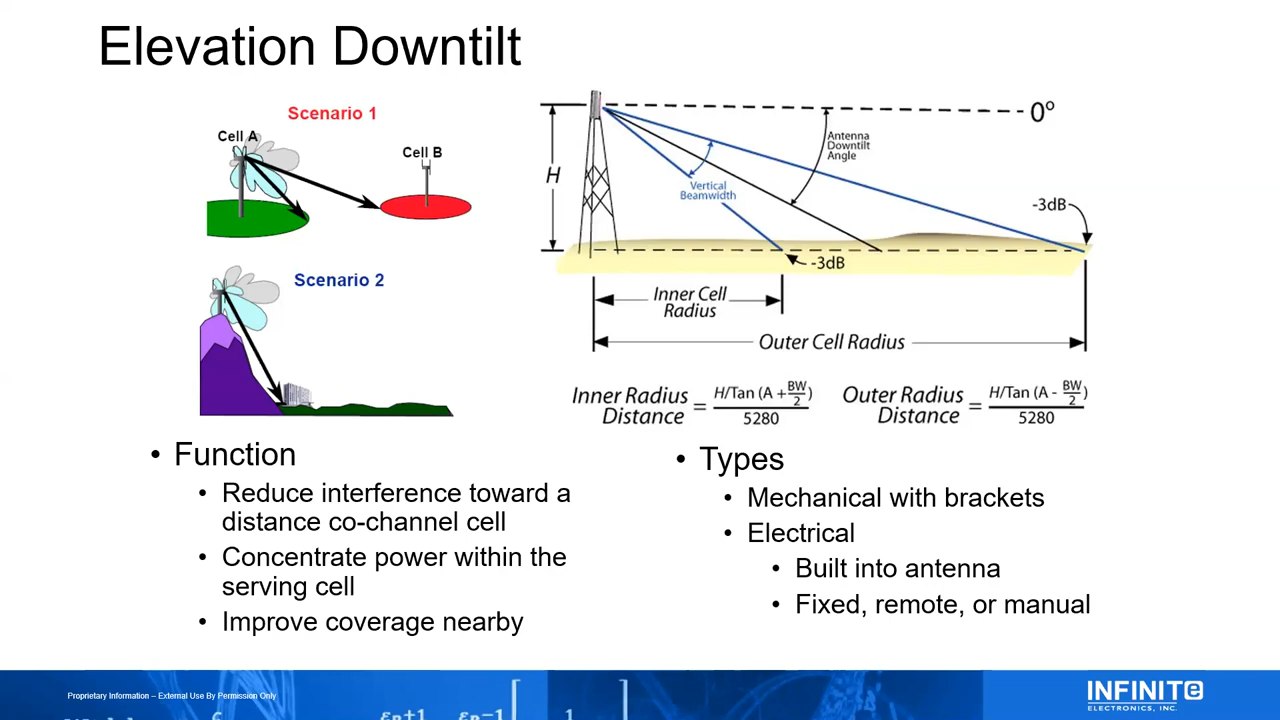 Elevation Downtilt
Scenario 1
Cell A
Cell B
Scenario 2
H
0º
Antenna
Downtilt
Angle
Vertical
Beamwidth
-3dB
-3dB
Inner Cell
Radius
Outer Cell Radius
Inner Radius Distance = H/Tan (A + BW/2) / 5280
Outer Radius Distance = H/Tan (A - BW/2) / 5280
• Function
• Reduce interference toward a
distance co-channel cell
• Concentrate power within the
serving cell
• Improve coverage nearby
• Types
• Mechanical with brackets
• Electrical
• Built into antenna
• Fixed, remote, or manual
Proprietary Information – External Use By Permission Only
INFINITe
ELECTRONICS, INC.